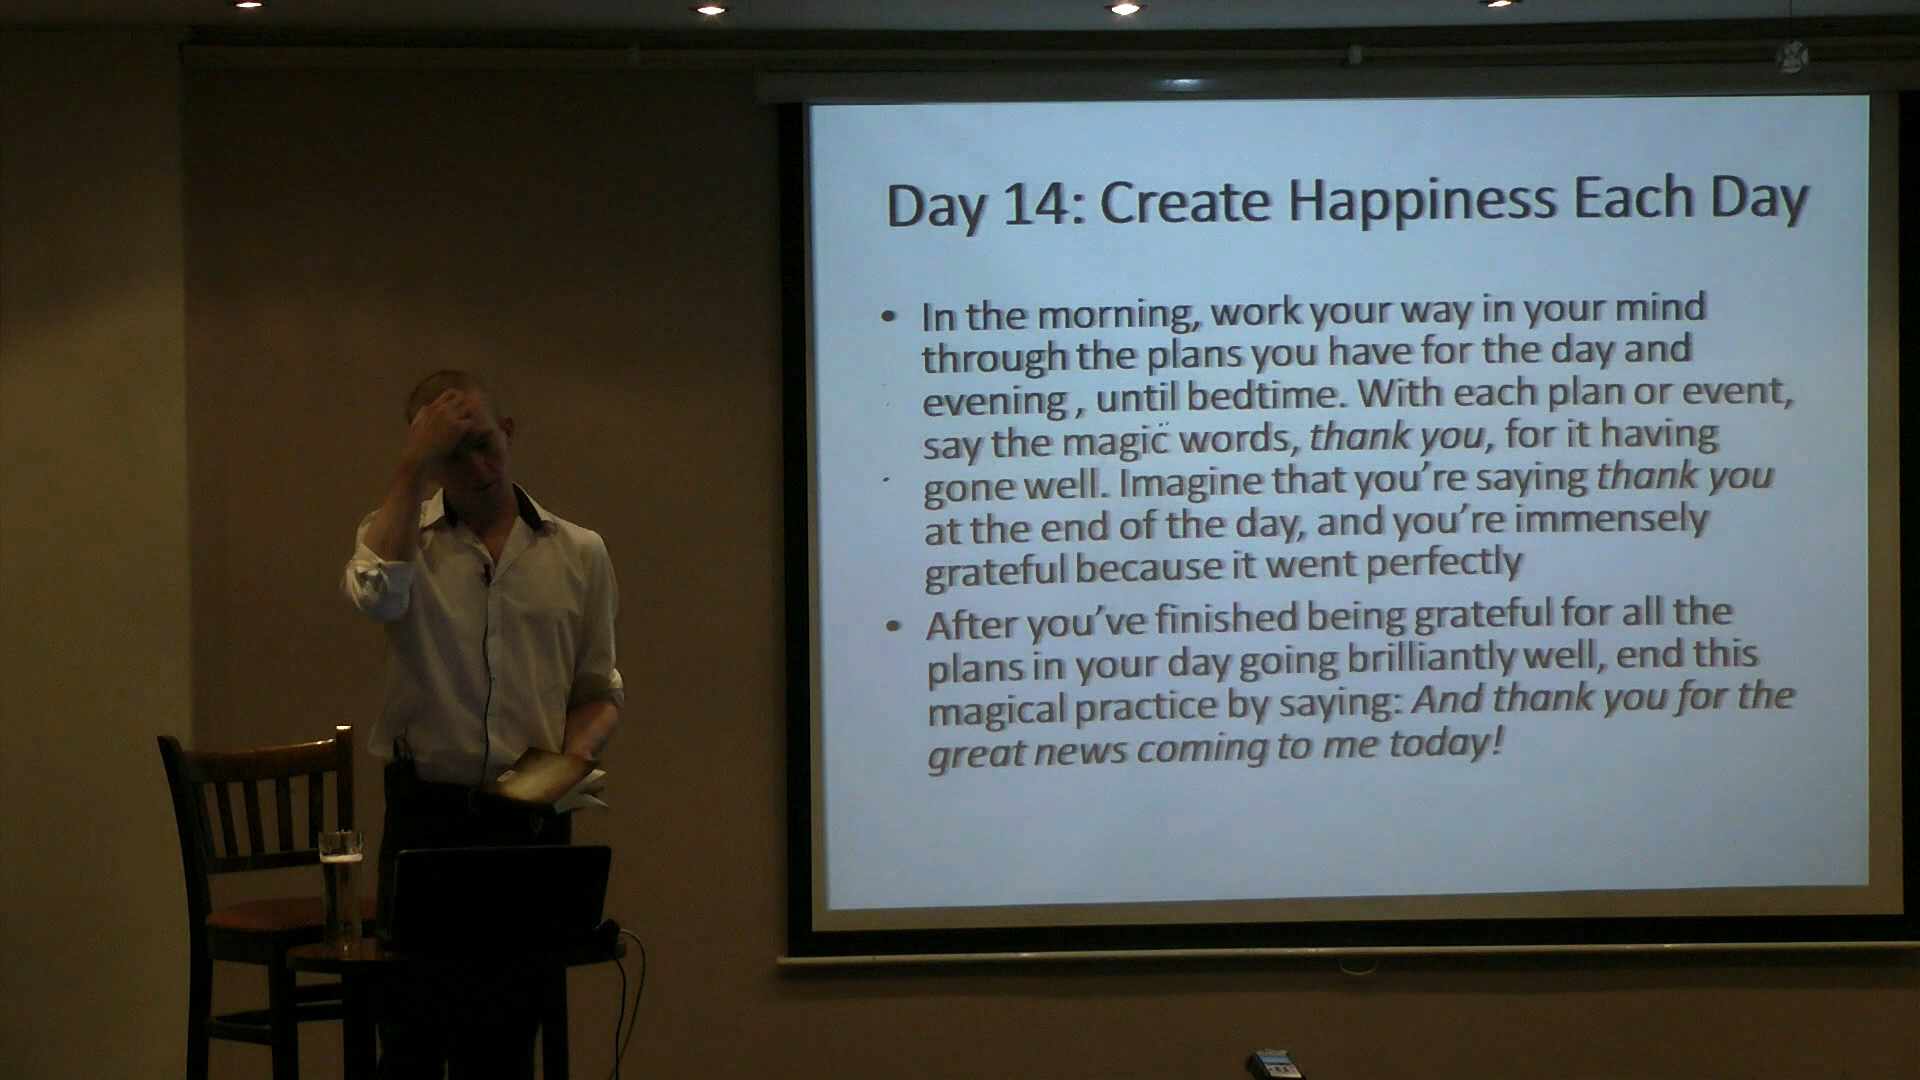 Day 14: Create Happiness Each Day
• In the morning, work your way in your mind
through the plans you have for the day and
evening , until bedtime. With each plan or event,
say the magic words, thank you, for it having
gone well. Imagine that you’re saying thank you
at the end of the day, and you’re immensely
grateful because it went perfectly
• After you’ve finished being grateful for all the
plans in your day going brilliantly well, end this
magical practice by saying: And thank you for the
great news coming to me today!